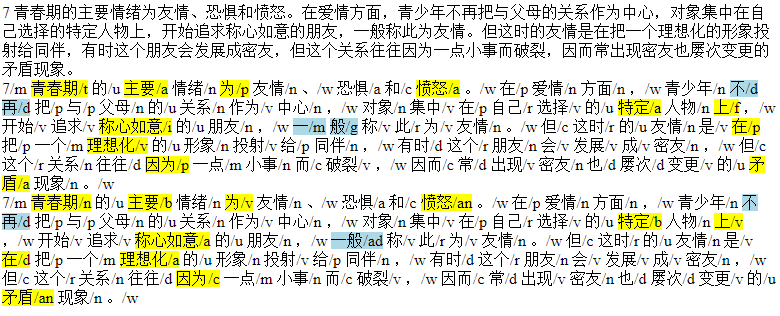 7 青春期的主要情绪为友情、恐惧和愤怒。在爱情方面，青少年不再把与父母的关系作为中心，对象集中在自
己选择的特定人物上，开始追求称心如意的朋友，一般称此为友情。但这时的友情是在把一个理想化的形象投
射给同伴，有时这个朋友会发展成密友，但这个关系往往因为一点小事而破裂，因而常出现密友也屡次变更的
矛盾现象。
7/m 青春期/t 的/u 主要/a 情绪/n 为/p 友情/n 、/w 恐惧/a 和/c 愤怒/a 。/w 在/p 爱情/n 方面/n ，/w 青少年/n 不/d
再/d 把/p 与/p 父母/n 的/u 关系/n 作为/v 中心/n ，/w 对象/n 集中/v 在/p 自己/r 选择/v 的/u 特定/a 人物/n 上/f ，/w
开始/v 追求/v 称心如意/i 的/u 朋友/n ，/w 一/m 般/g 称/v 此/r 为/v 友情/n 。/w 但/c 这时/r 的/u 友情/n 是/v 在/p
把/p 一个/m 理想化/v 的/u 形象/n 投射/v 给/p 同伴/n ，/w 有时/d 这个/r 朋友/n 会/v 发展/v 成/v 密友/n ，/w 但/c
这个/r 关系/n 往往/d 因为/p 一点/m 小事/n 而/c 破裂/v ，/w 因而/c 常/d 出现/v 密友/n 也/d 屡次/d 变更/v 的/u 矛
盾/a 现象/n 。/w
7/m 青春期/n 的/u 主要/b 情绪/n 为/v 友情/n 、/w 恐惧/a 和/c 愤怒/an 。/w 在/p 爱情/n 方面/n ，/w 青少年/n 不
再/d 把/p 与/p 父母/n 的/u 关系/n 作为/v 中心/n ，/w 对象/n 集中/v 在/p 自己/r 选择/v 的/u 特定/b 人物/n 上/v
，/w 开始/v 追求/v 称心如意/a 的/u 朋友/n ，/w 一般/ad 称/v 此/r 为/v 友情/n 。/w 但/c 这时/r 的/u 友情/n 是/v
在/d 把/p 一个/m 理想化/a 的/u 形象/n 投射/v 给/p 同伴/n ，/w 有时/d 这个/r 朋友/n 会/v 发展/v 成/v 密友/n ，/w
但/c 这个/r 关系/n 往往/d 因为/c 一点/m 小事/n 而/c 破裂/v ，/w 因而/c 常/d 出现/v 密友/n 也/d 屡次/d 变更/v 的/u
矛盾/an 现象/n 。/w